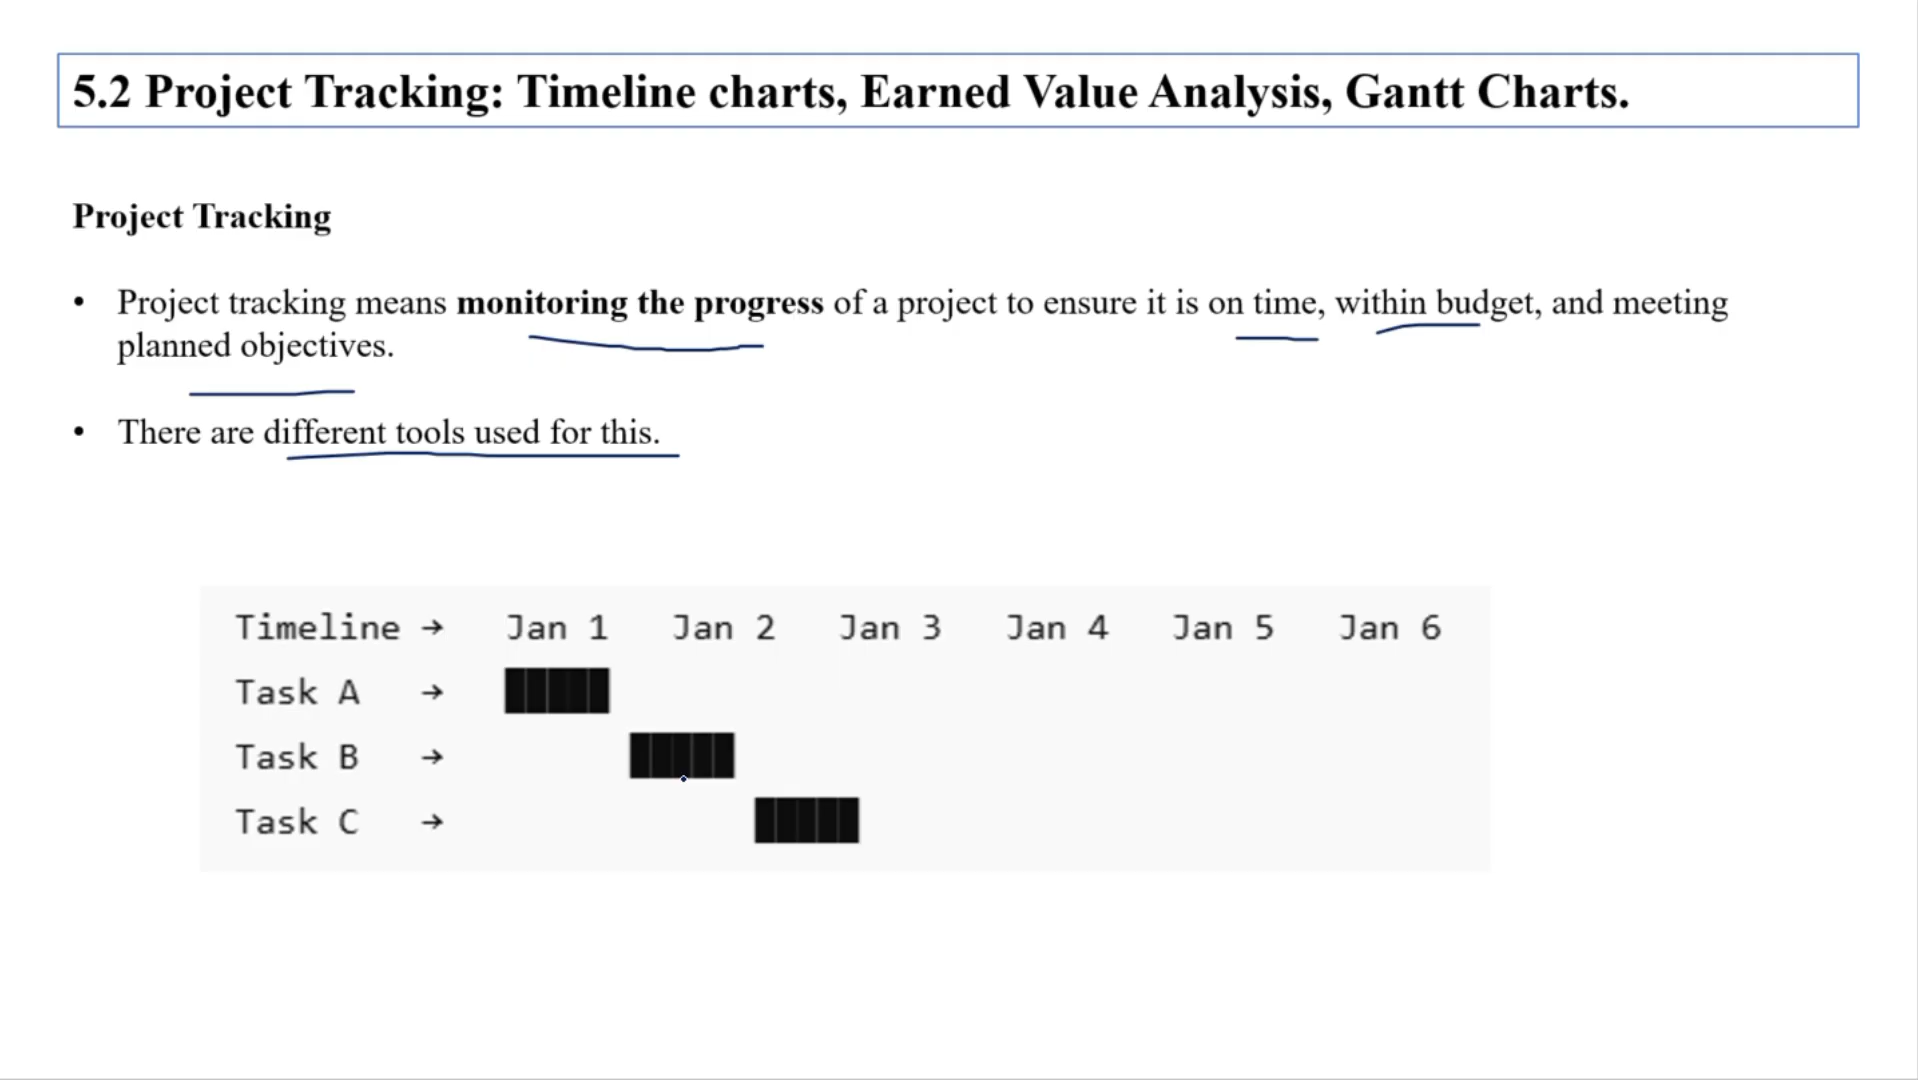 5.2 Project Tracking: Timeline charts, Earned Value Analysis, Gantt Charts.
Project Tracking
• Project tracking means monitoring the progress of a project to ensure it is on time, within budget, and meeting
planned objectives.
• There are different tools used for this.
Timeline → Jan 1 Jan 2 Jan 3 Jan 4 Jan 5 Jan 6
Task A →
Task B →
Task C →